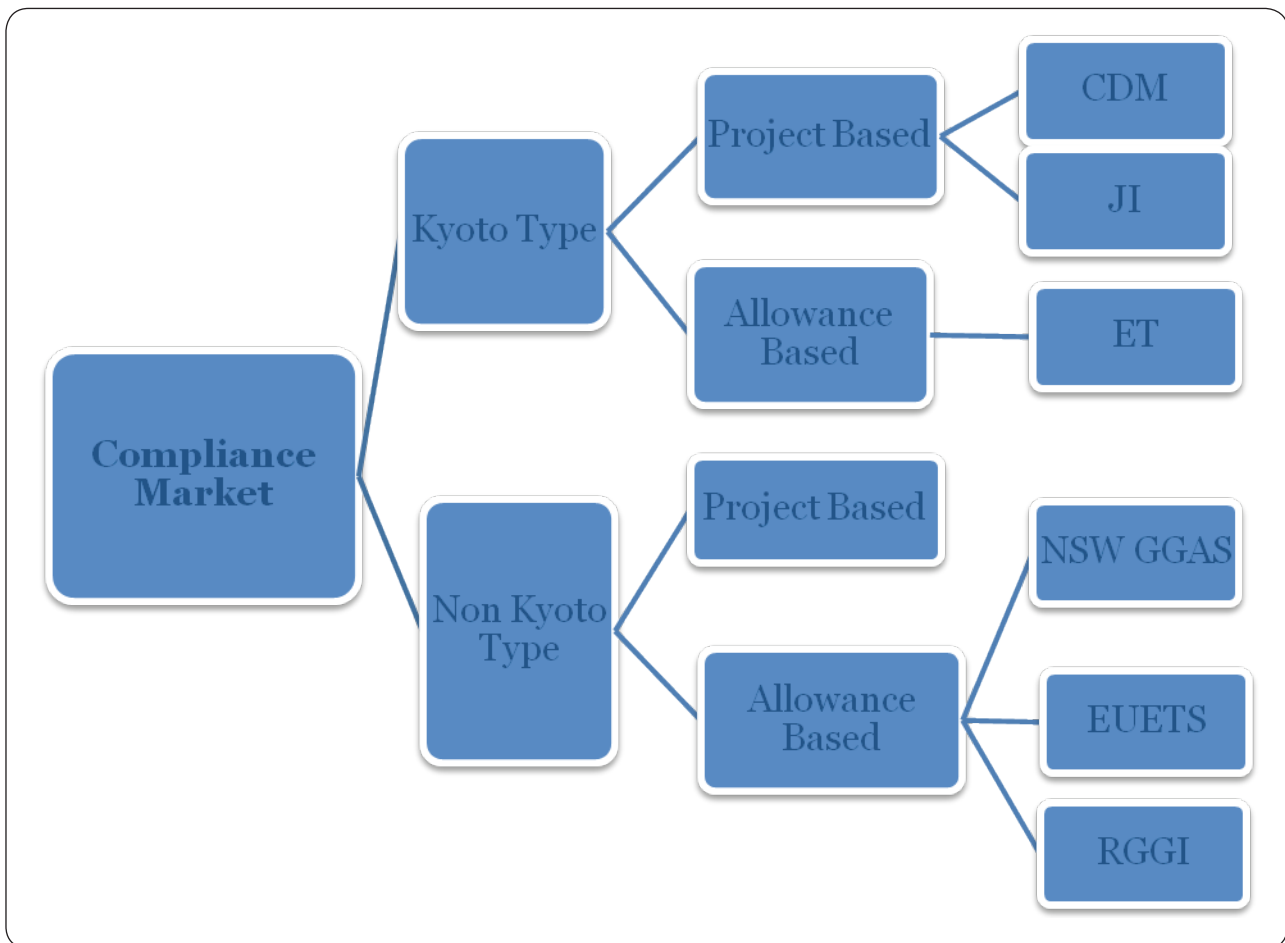 Compliance
Market
Kyoto Type
Project Based
CDM
JI
Allowance
Based
ET
Non Kyoto
Type
Project Based
Allowance
Based
NSW GGAS
EUETS
RGGI